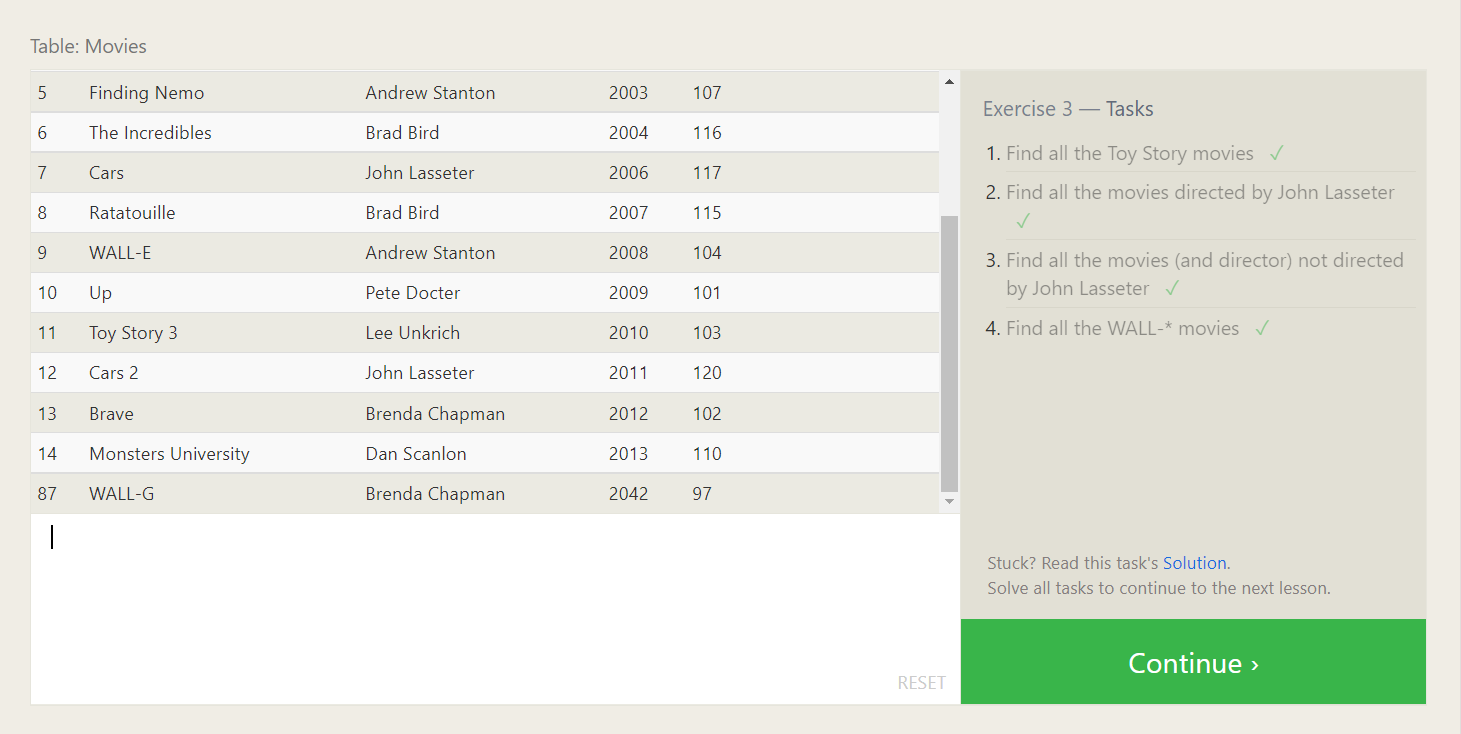 Table: Movies
5 Finding Nemo Andrew Stanton 2003 107
6 The Incredibles Brad Bird 2004 116
7 Cars John Lasseter 2006 117
8 Ratatouille Brad Bird 2007 115
9 WALL-E Andrew Stanton 2008 104
10 Up Pete Docter 2009 101
11 Toy Story 3 Lee Unkrich 2010 103
12 Cars 2 John Lasseter 2011 120
13 Brave Brenda Chapman 2012 102
14 Monsters University Dan Scanlon 2013 110
87 WALL-G Brenda Chapman 2042 97
RESET
Exercise 3 — Tasks
1. Find all the Toy Story movies ✓
2. Find all the movies directed by John Lasseter
✓
3. Find all the movies (and director) not directed
by John Lasseter ✓
4. Find all the WALL-* movies ✓
Stuck? Read this task's Solution.
Solve all tasks to continue to the next lesson.
Continue ›